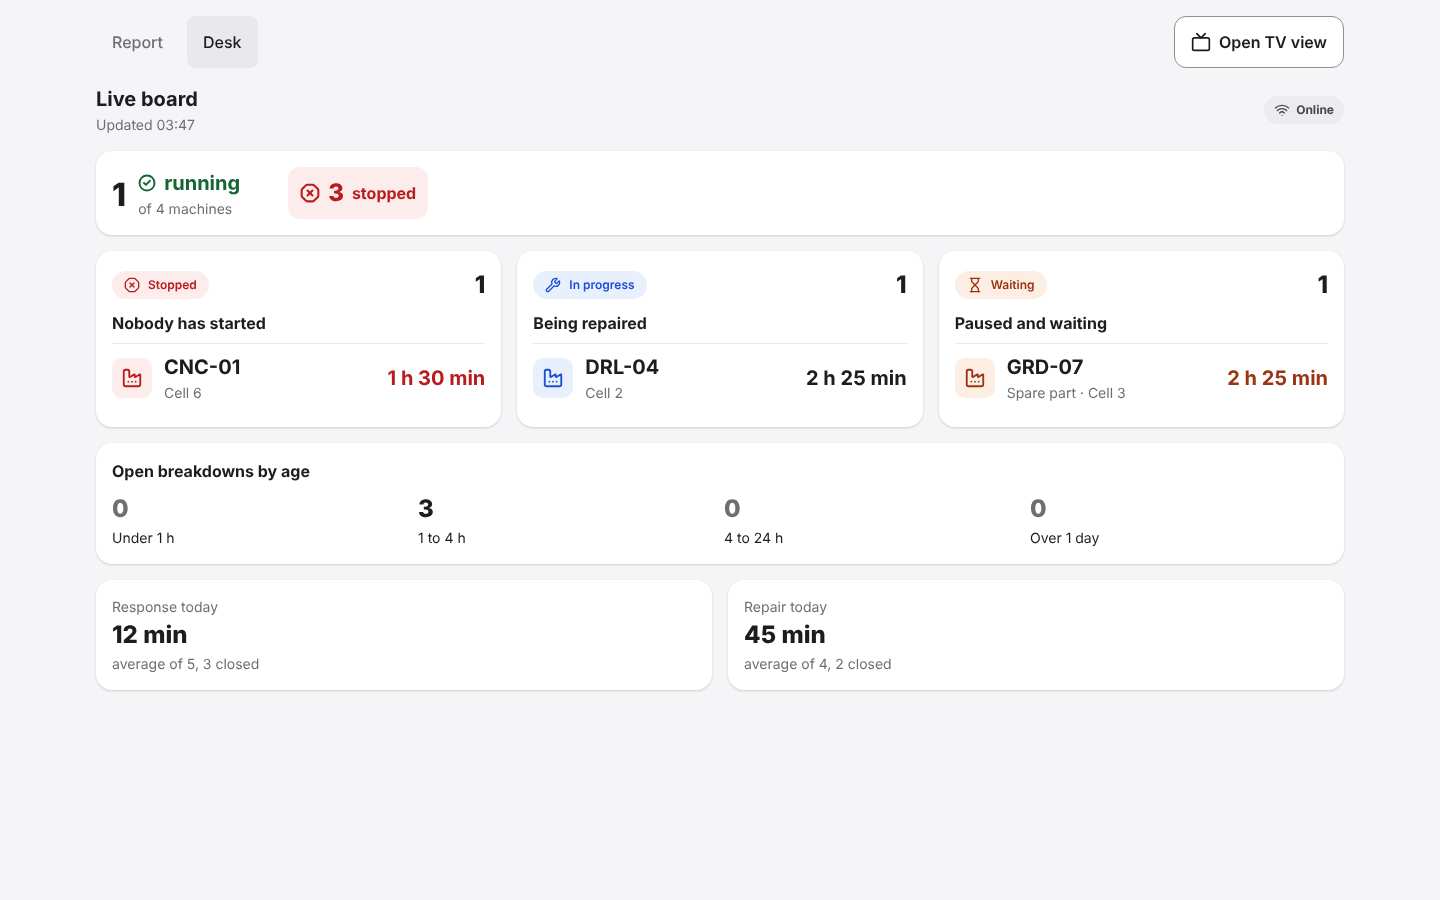 Report
Desk
Open TV view
Live board
Updated 03:47
Online
1 running
of 4 machines
3 stopped
Stopped
1
Nobody has started
CNC-01
Cell 6
1 h 30 min
In progress
1
Being repaired
DRL-04
Cell 2
2 h 25 min
Waiting
1
Paused and waiting
GRD-07
Spare part · Cell 3
2 h 25 min
Open breakdowns by age
0
Under 1 h
3
1 to 4 h
0
4 to 24 h
0
Over 1 day
Response today
12 min
average of 5, 3 closed
Repair today
45 min
average of 4, 2 closed